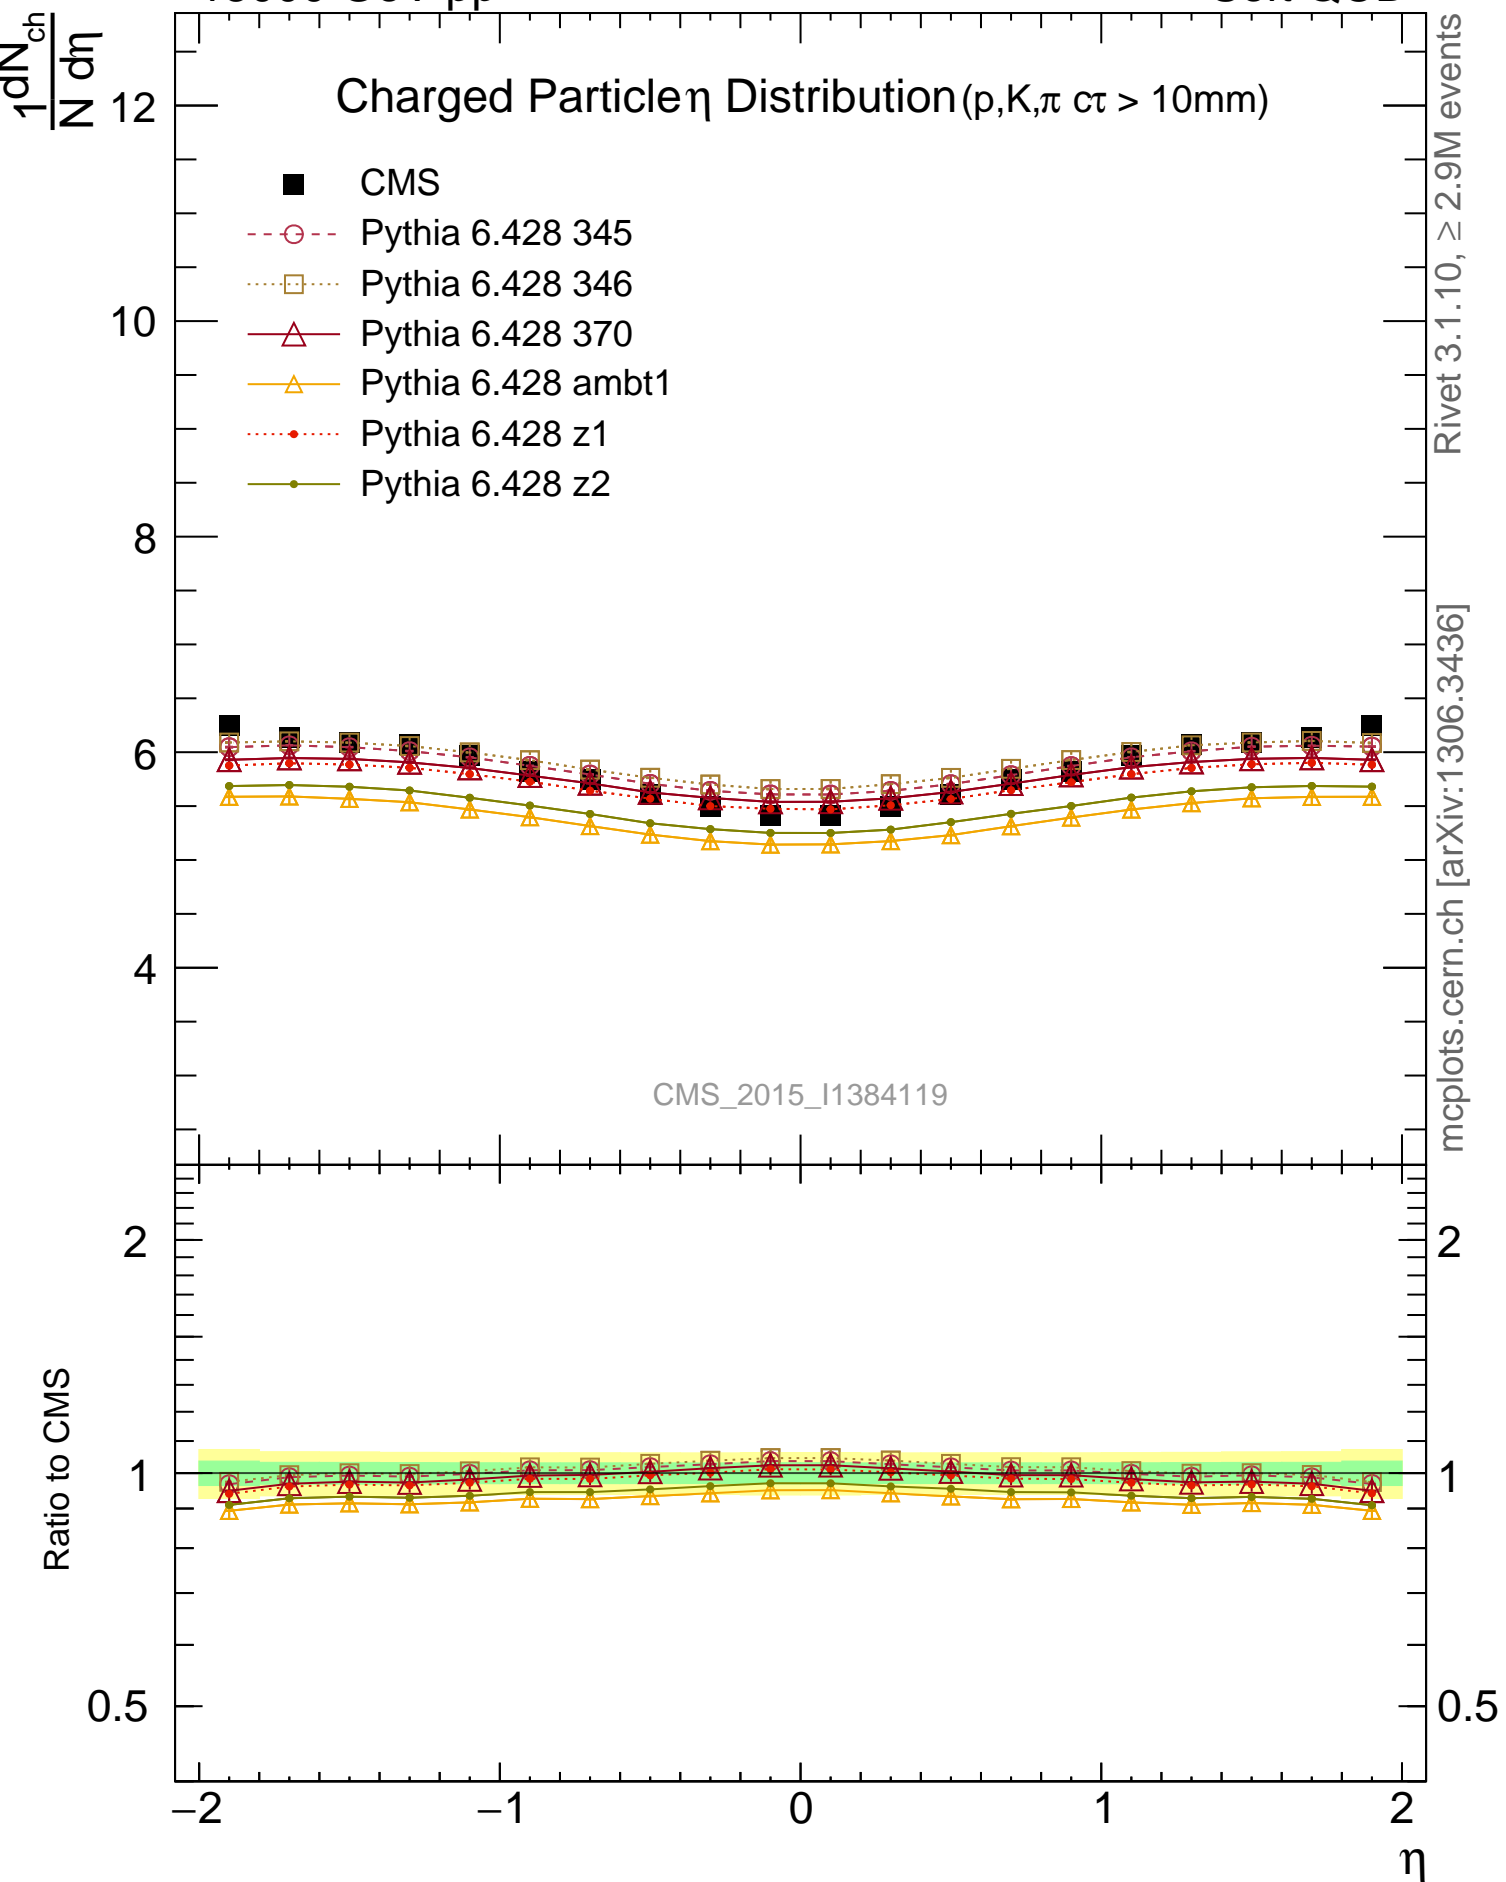 1 dN_ch
N dη
Charged Particle η Distribution (p,K,π cτ > 10mm)
CMS
Pythia 6.428 345
Pythia 6.428 346
Pythia 6.428 370
Pythia 6.428 ambt1
Pythia 6.428 z1
Pythia 6.428 z2
12
10
8
6
4
CMS_2015_I1384119
Rivet 3.1.10, ≥ 2.9M events
mcplots.cern.ch [arXiv:1306.3436]
Ratio to CMS
2
1
0.5
2
1
0.5
−2
−1
0
1
2
η